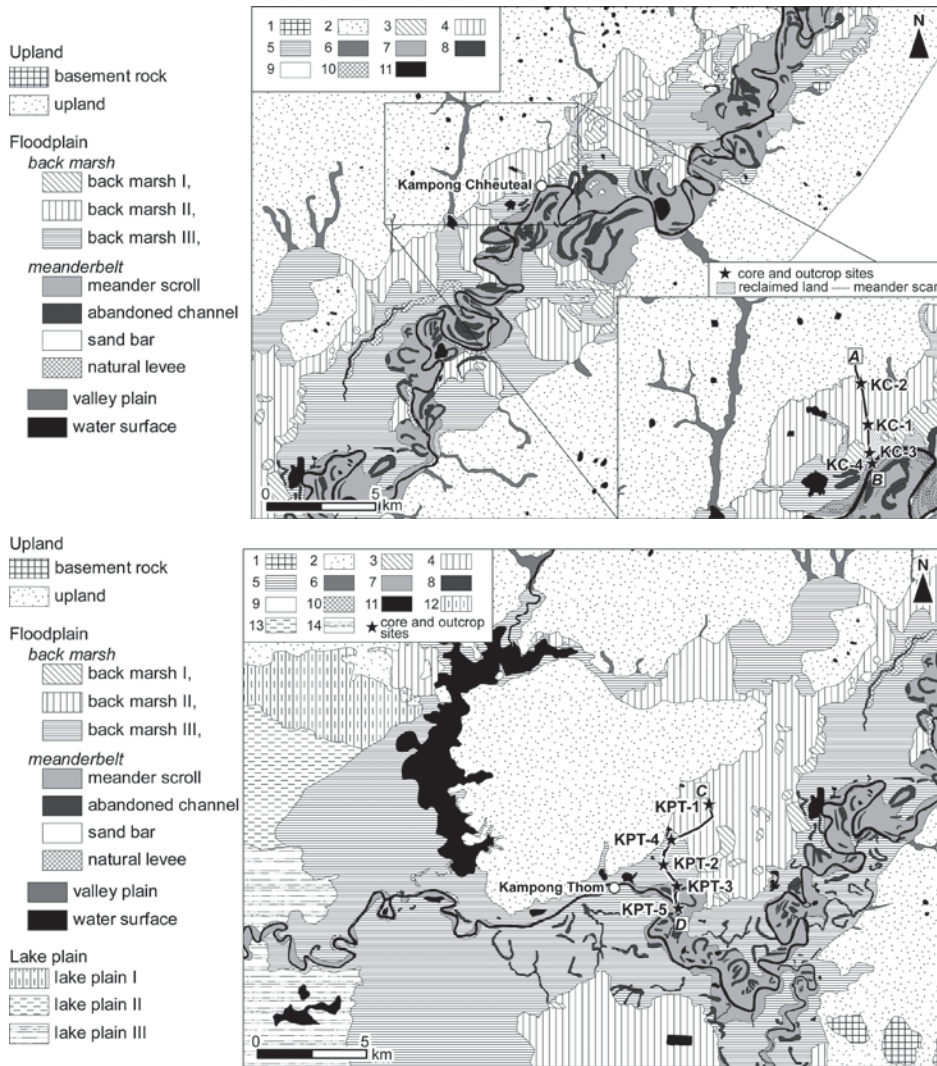 Upland
basement rock
upland
Floodplain
back marsh
back marsh I,
back marsh II,
back marsh III,
meanderbelt
meander scroll
abandoned channel
sand bar
natural levee
valley plain
water surface
1 2 3 4
5 6 7 8
9 10 11
N
Kampong Chheuteal
core and outcrop sites
reclaimed land meander scar
A
KC-2
KC-1
KC-3
KC-4
B
0 5
km
Upland
basement rock
upland
Floodplain
back marsh
back marsh I,
back marsh II,
back marsh III,
meanderbelt
meander scroll
abandoned channel
sand bar
natural levee
valley plain
water surface
Lake plain
lake plain I
lake plain II
lake plain III
1 2 3 4
5 6 7 8
9 10 11 12
13 14 core and outcrop
sites
N
C
KPT-1
KPT-4
KPT-2
Kampong Thom
KPT-3
KPT-5
D
0 5
km